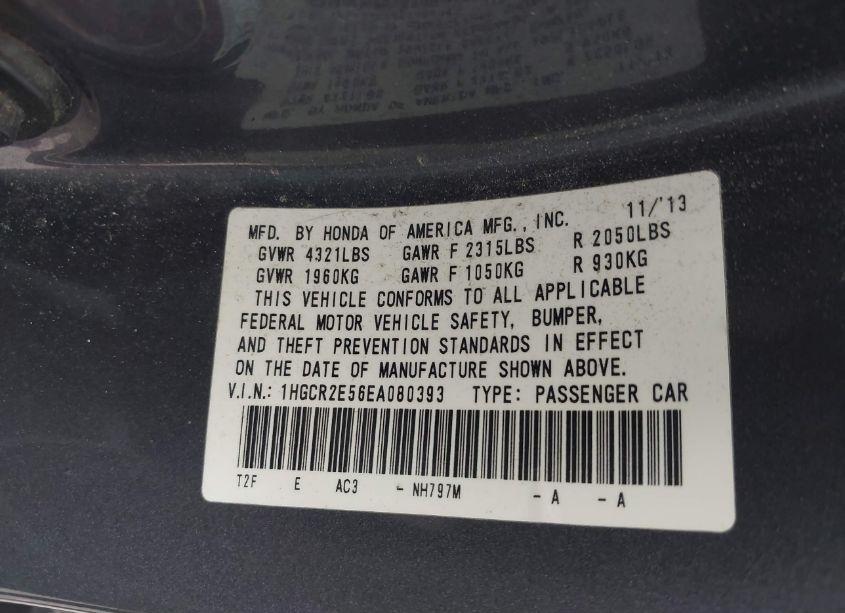 MFD. BY HONDA OF AMERICA MFG., INC. 11/'13
GVWR 4321LBS GAWR F 2315LBS R 2050LBS
GVWR 1960KG GAWR F 1050KG R 930KG
THIS VEHICLE CONFORMS TO ALL APPLICABLE
FEDERAL MOTOR VEHICLE SAFETY, BUMPER,
AND THEFT PREVENTION STANDARDS IN EFFECT
ON THE DATE OF MANUFACTURE SHOWN ABOVE.
V.I.N.: 1HGCR2E56EA080393 TYPE: PASSENGER CAR
T2F E AC3 - NH797M - A - A